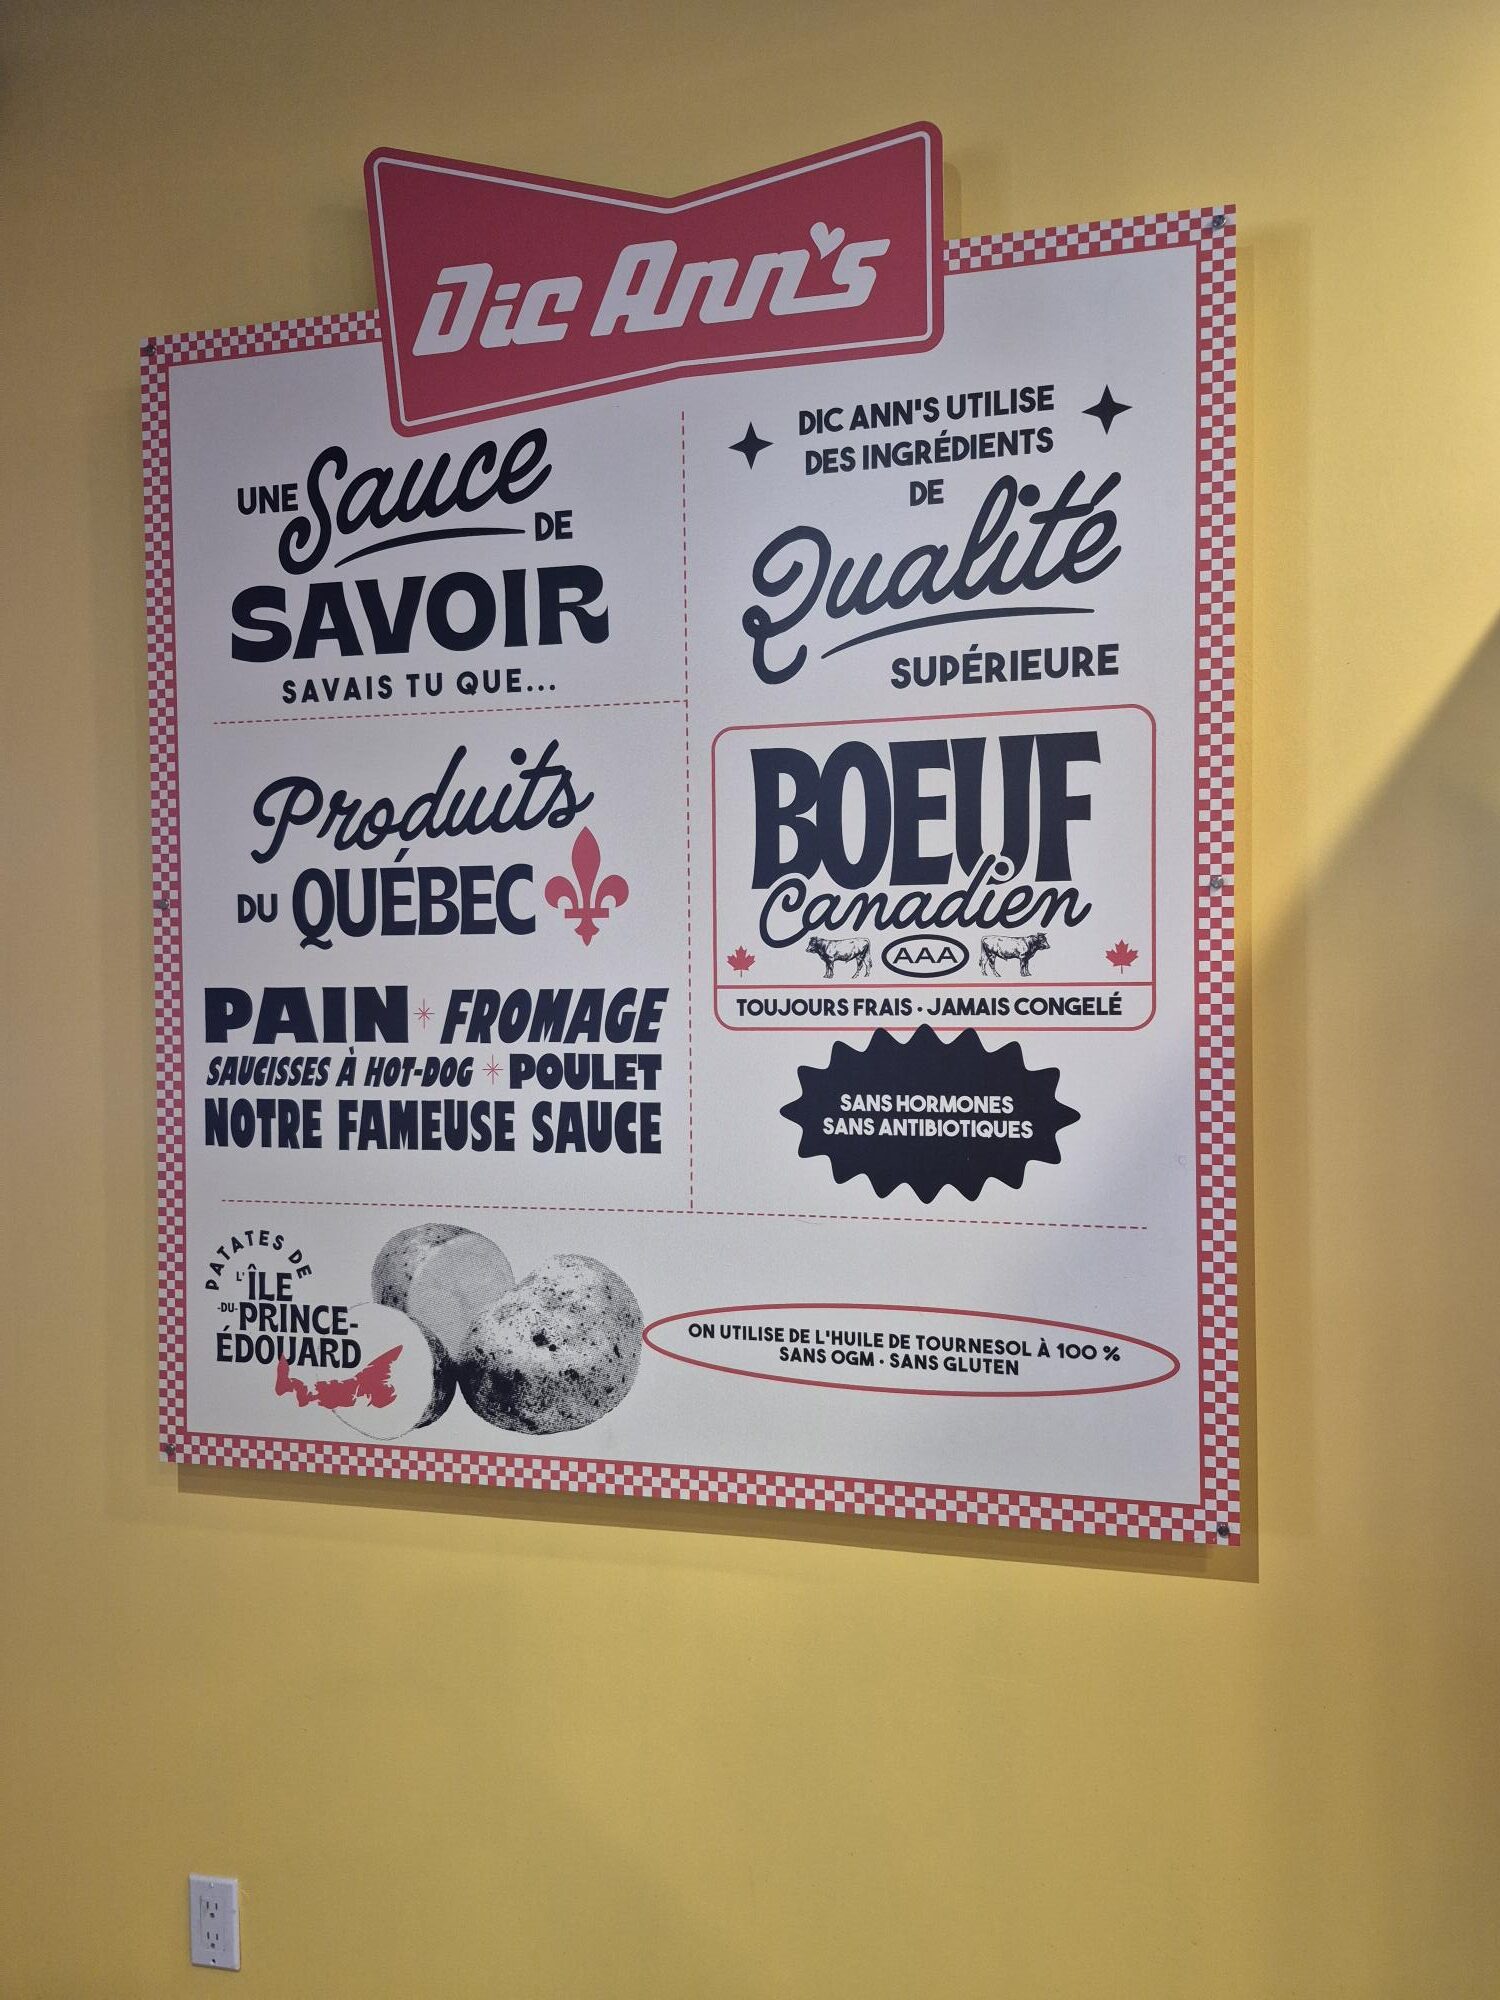 Dic Ann's
UNE Sauce DE
SAVOIR
SAVAIS TU QUE...
DIC ANN'S UTILISE
DES INGRÉDIENTS
DE
Qualité
SUPÉRIEURE
Produits
DU QUÉBEC
PAIN FROMAGE
SAUCISSES À HOT-DOG POULET
NOTRE FAMEUSE SAUCE
BOEUF
Canadien
AAA
TOUJOURS FRAIS · JAMAIS CONGELÉ
SANS HORMONES
SANS ANTIBIOTIQUES
PATATES DE
L'ÎLE
-DU-PRINCE-
ÉDOUARD
ON UTILISE DE L'HUILE DE TOURNESOL À 100 %
SANS OGM · SANS GLUTEN